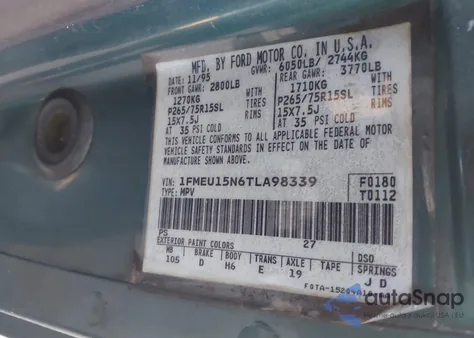 MFD. BY FORD MOTOR CO. IN U.S.A.
DATE: 11/95 GVWR: 6050LB/ 2744KG
FRONT GAWR: 2800LB REAR GAWR: 3770LB
1270KG WITH 1710KG WITH
P265/75R15SL TIRES P265/75R15SL TIRES
15X7.5J RIMS 15X7.5J RIMS
AT 35 PSI COLD AT 35 PSI COLD
THIS VEHICLE CONFORMS TO ALL APPLICABLE FEDERAL MOTOR
VEHICLE SAFETY STANDARDS IN EFFECT ON THE DATE OF
MANUFACTURE SHOWN ABOVE.
VIN: 1FMEU15N6TLA98339 F0180
TYPE: MPV T0112
PS 27
EXTERIOR PAINT COLORS DSO
WB BRAKE BODY TRANS AXLE TAPE SPRINGS
105 D H6 E 19 J D
autoSnap